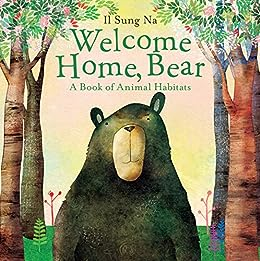 Il Sung Na
Welcome
Home, Bear
A Book of Animal Habitats